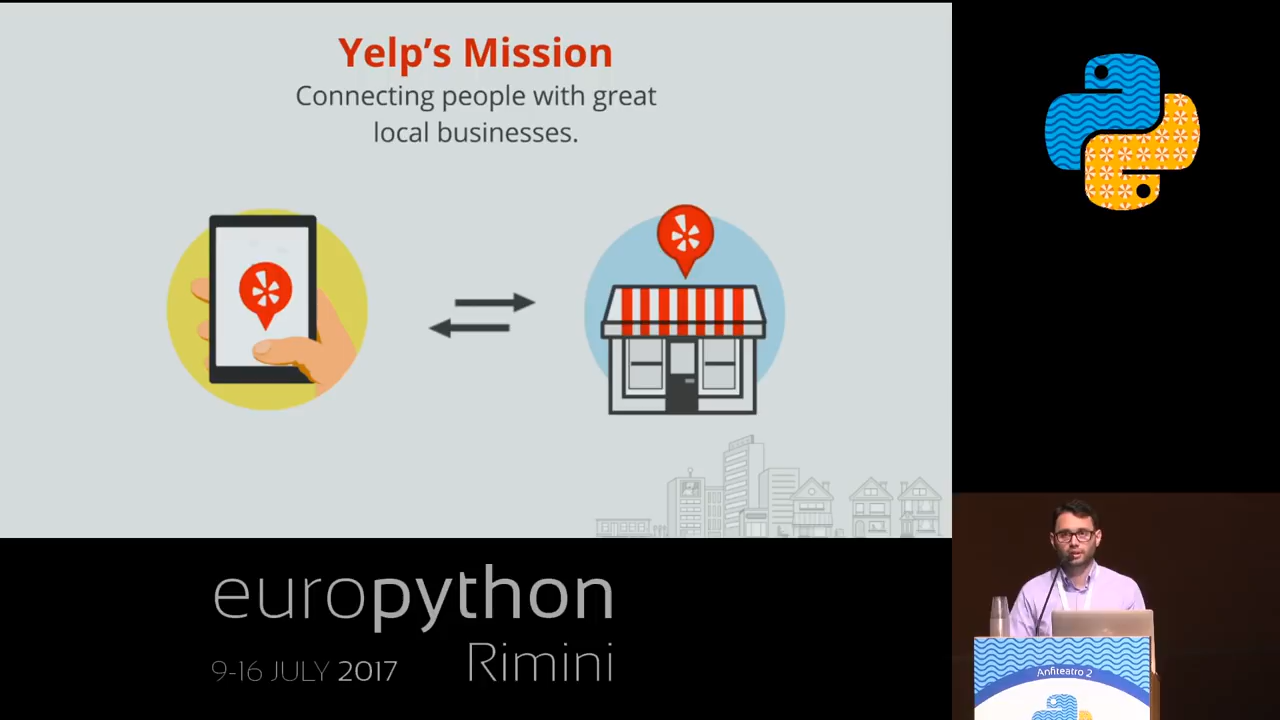 Yelp's Mission
Connecting people with great
local businesses.
europython
9-16 JULY 2017 Rimini
Anfiteatro 2